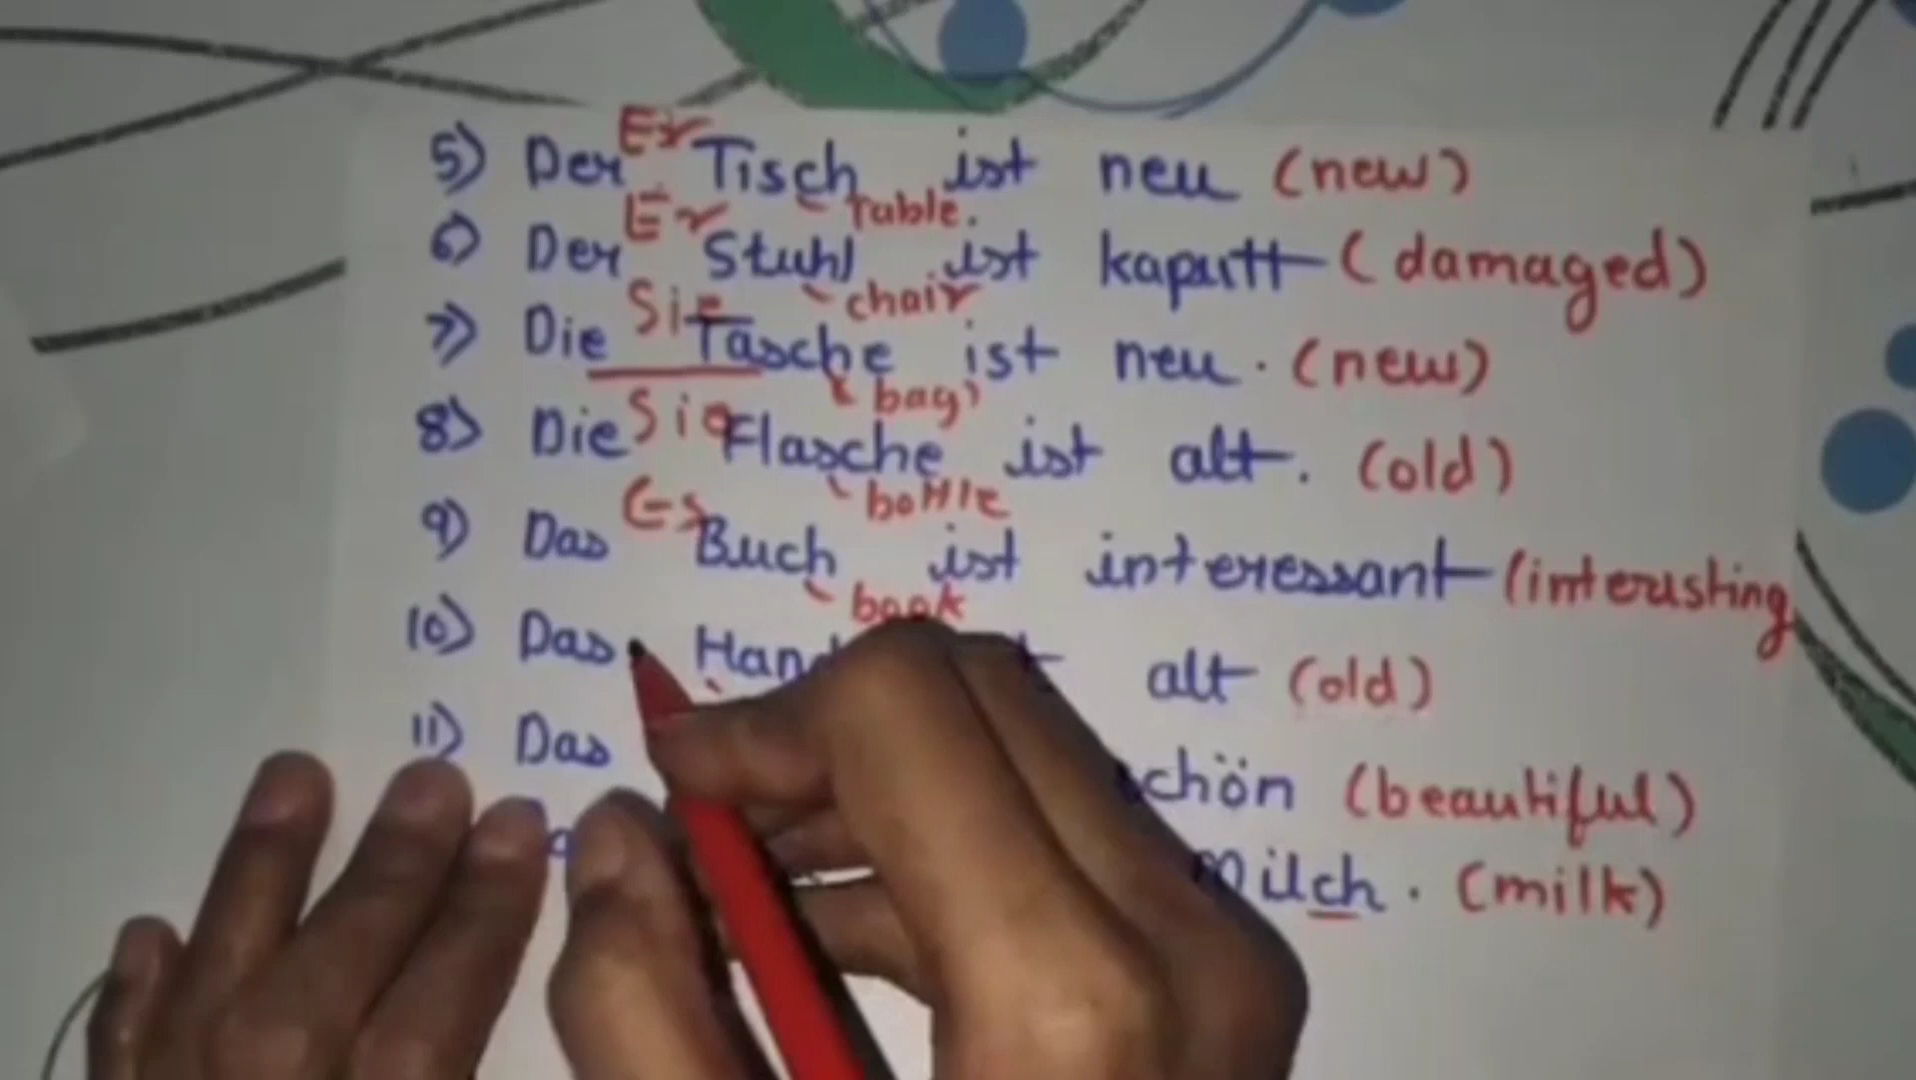 Er
5) Der Tisch ist neu (new)
Er table.
6) Der Stuhl ist kaputt (damaged)
Sie chair
7) Die Tasche ist neu. (new)
Sie bag
8) Die Flasche ist alt. (old)
Es bottle
9) Das Buch ist interessant (interisting
book
10) Das alt (old)
11) Das chön (beautiful)
Milch. (milk)